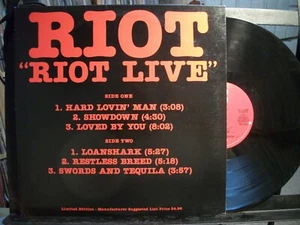 RIOT
"RIOT LIVE"
SIDE ONE
1. HARD LOVIN' MAN (3:08)
2. SHOWDOWN (4:30)
3. LOVED BY YOU (8:02)
SIDE TWO
1. LOANSHARK (5:27)
2. RESTLESS BREED (5:18)
3. SWORDS AND TEQUILA (3:57)
Limited Edition - Manufacturer Suggested List Price $4.98